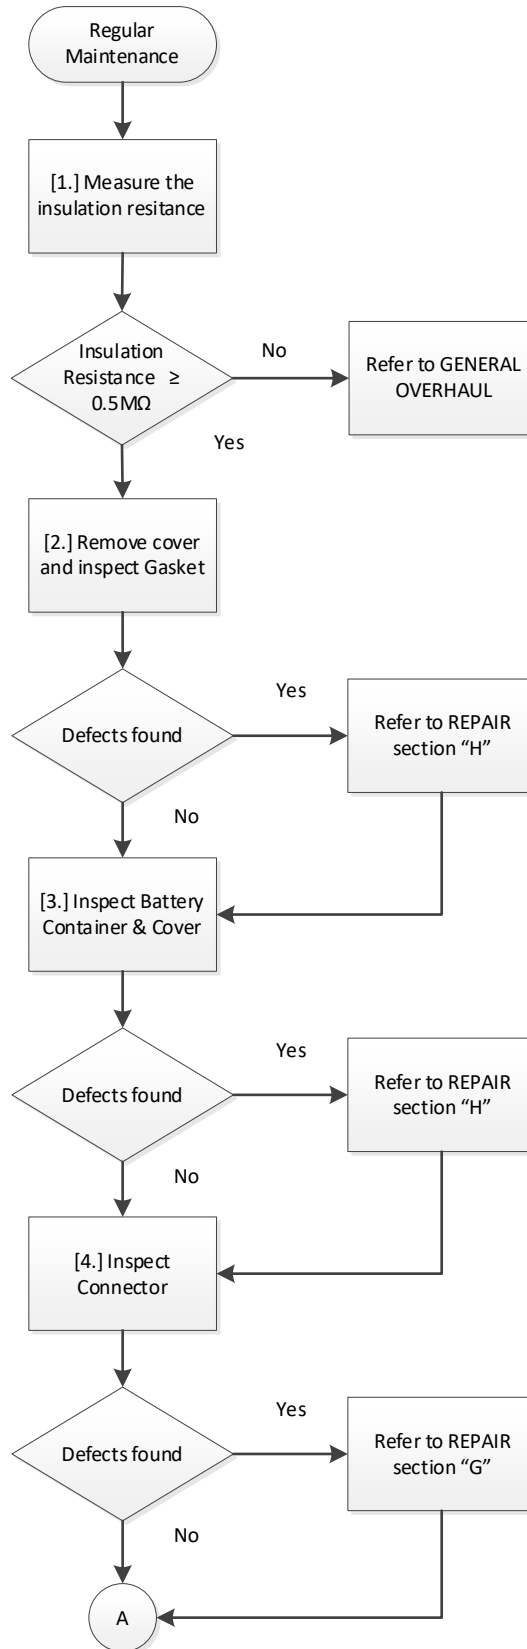 Regular
Maintenance
[1.] Measure the
insulation resitance
Insulation
Resistance ≥
0.5MΩ
No
Refer to GENERAL
OVERHAUL
Yes
[2.] Remove cover
and inspect Gasket
Defects found
Yes
Refer to REPAIR
section “H”
No
[3.] Inspect Battery
Container & Cover
Defects found
Yes
Refer to REPAIR
section “H”
No
[4.] Inspect
Connector
Defects found
Yes
Refer to REPAIR
section “G”
No
A